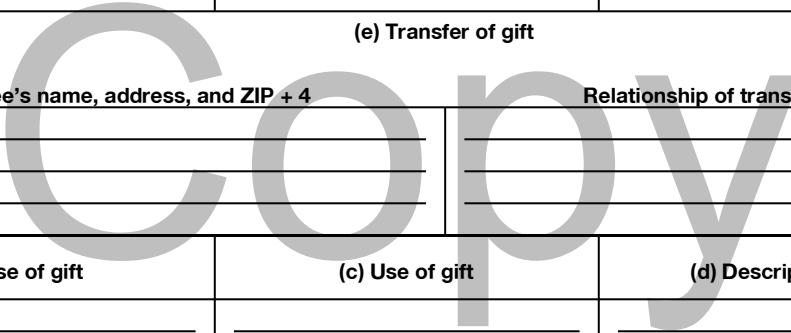 (e) Transfer of gift
ee's name, address, and ZIP + 4 Relationship of trans
se of gift (c) Use of gift (d) Descrip
Copy